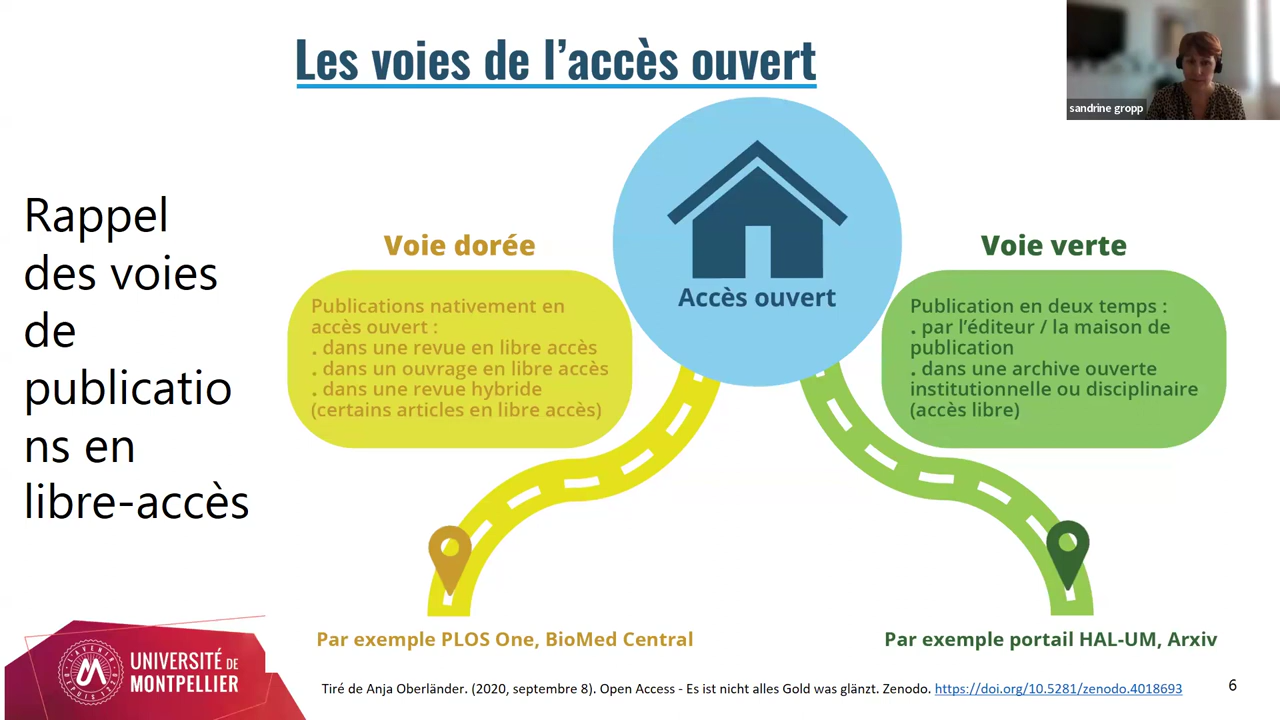 Les voies de l’accès ouvert
sandrine gropp
Rappel
des voies
de
publicatio
ns en
libre-accès
Voie dorée
Publications nativement en
accès ouvert :
. dans une revue en libre accès
. dans un ouvrage en libre accès
. dans une revue hybride
(certains articles en libre accès)
Accès ouvert
Voie verte
Publication en deux temps :
. par l’éditeur / la maison de
publication
. dans une archive ouverte
institutionnelle ou disciplinaire
(accès libre)
Par exemple PLOS One, BioMed Central
Par exemple portail HAL-UM, Arxiv
UNIVERSITÉ DE
MONTPELLIER
Tiré de Anja Oberländer. (2020, septembre 8). Open Access - Es ist nicht alles Gold was glänzt. Zenodo. https://doi.org/10.5281/zenodo.4018693
6